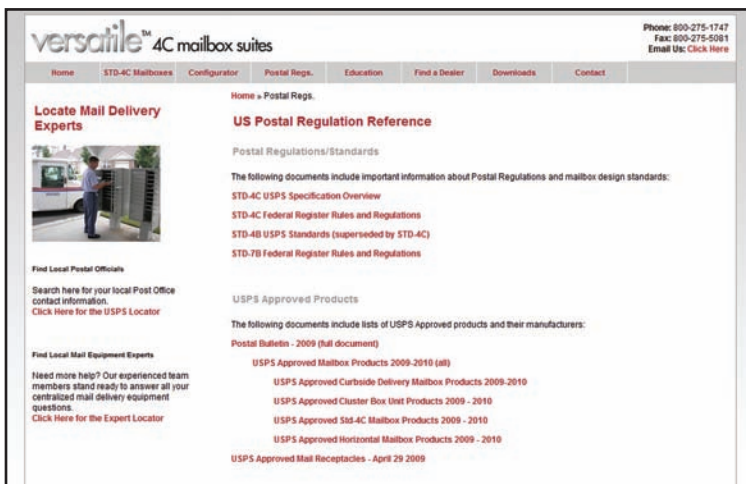 versatile™ 4C mailbox suites
Phone: 800-275-1747
Fax: 800-275-5081
Email Us: Click Here
Home STD-4C Mailboxes Configurator Postal Regs. Education Find a Dealer Downloads Contact
Locate Mail Delivery
Experts
Find Local Postal Officials
Search here for your local Post Office
contact information.
Click Here for the USPS Locator
Find Local Mail Equipment Experts
Need more help? Our experienced team
members stand ready to answer all your
centralized mail delivery equipment
questions.
Click Here for the Expert Locator
Home » Postal Regs.
US Postal Regulation Reference
Postal Regulations/Standards
The following documents include important information about Postal Regulations and mailbox design standards:
STD-4C USPS Specification Overview
STD-4C Federal Register Rules and Regulations
STD-4B USPS Standards (superseded by STD-4C)
STD-7B Federal Register Rules and Regulations
USPS Approved Products
The following documents include lists of USPS Approved products and their manufacturers:
Postal Bulletin - 2009 (full document)
USPS Approved Mailbox Products 2009-2010 (all)
USPS Approved Curbside Delivery Mailbox Products 2009-2010
USPS Approved Cluster Box Unit Products 2009 - 2010
USPS Approved Std-4C Mailbox Products 2009 - 2010
USPS Approved Horizontal Mailbox Products 2009 - 2010
USPS Approved Mail Receptacles - April 29 2009